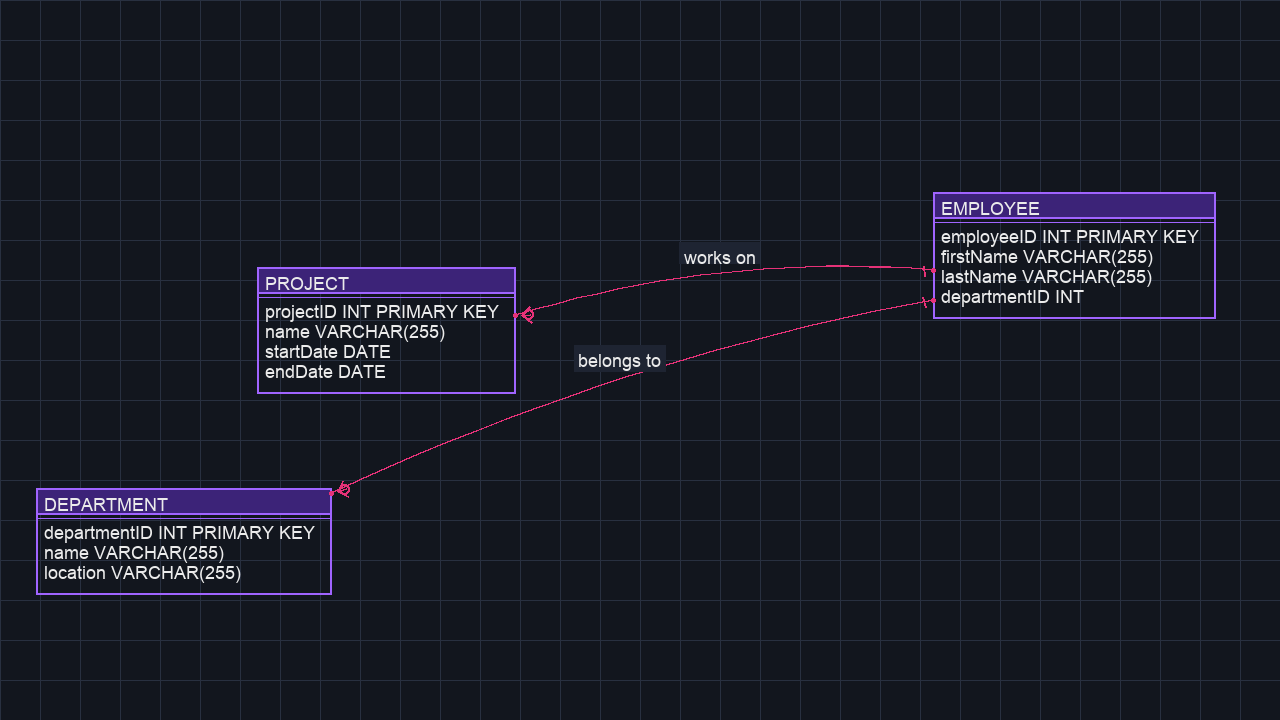 EMPLOYEE
employeeID INT PRIMARY KEY
firstName VARCHAR(255)
lastName VARCHAR(255)
departmentID INT
works on
PROJECT
projectID INT PRIMARY KEY
name VARCHAR(255)
startDate DATE
endDate DATE
belongs to
DEPARTMENT
departmentID INT PRIMARY KEY
name VARCHAR(255)
location VARCHAR(255)